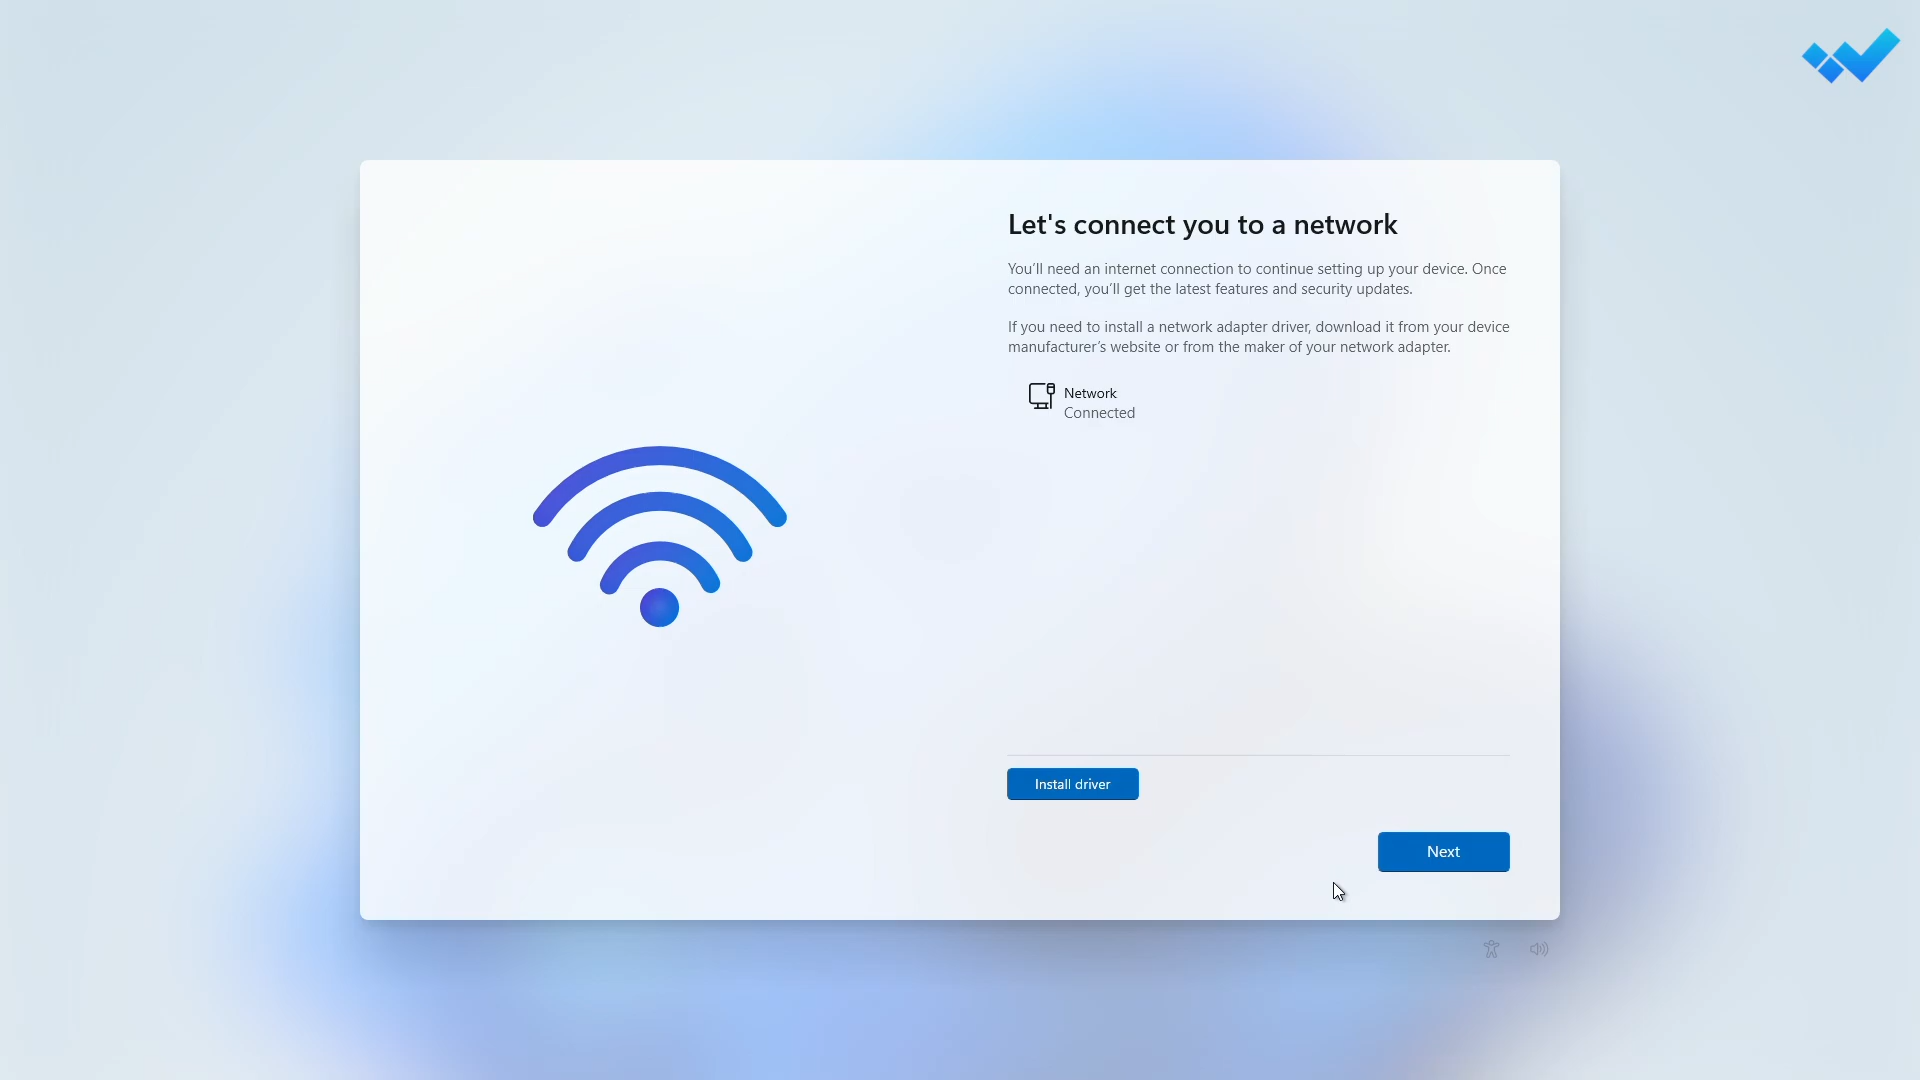 Let's connect you to a network
You’ll need an internet connection to continue setting up your device. Once
connected, you’ll get the latest features and security updates.
If you need to install a network adapter driver, download it from your device
manufacturer’s website or from the maker of your network adapter.
Network
Connected
Install driver
Next